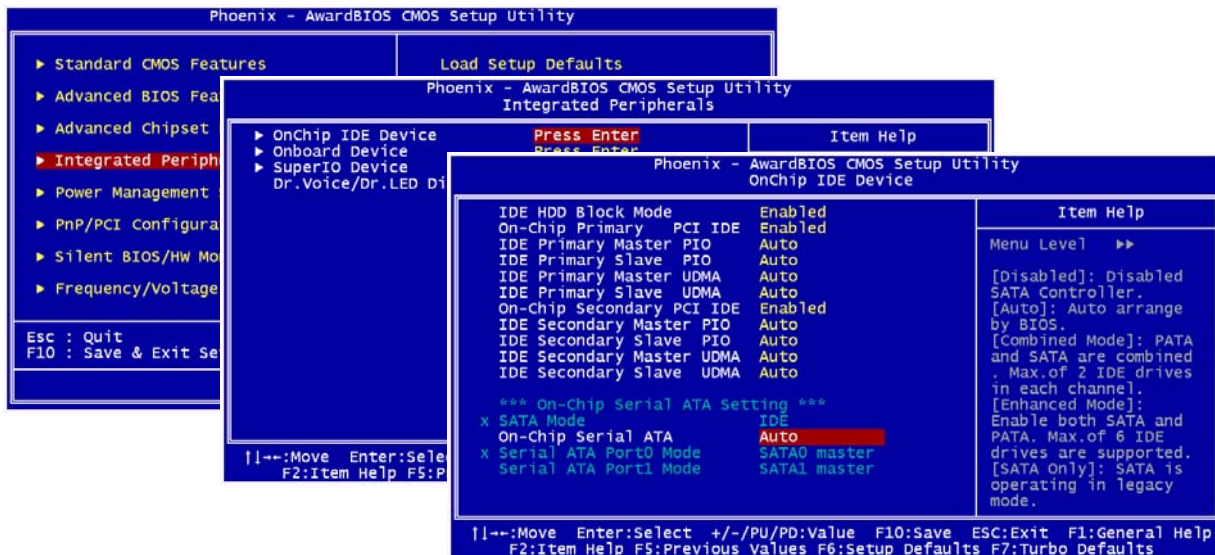 Phoenix - AwardBIOS CMOS Setup Utility
▶ Standard CMOS Features
▶ Advanced BIOS Fea
▶ Advanced Chipset
▶ Integrated Periph
▶ Power Management
▶ PnP/PCI Configura
▶ Silent BIOS/HW Mo
▶ Frequency/Voltage
Load Setup Defaults
Esc : Quit
F10 : Save & Exit Se
Phoenix - AwardBIOS CMOS Setup Utility
Integrated Peripherals
▶ OnChip IDE Device Press Enter
▶ Onboard Device Press Enter
▶ SuperIO Device
Dr.Voice/Dr.LED Di
Item Help
↑↓→←:Move Enter:Selec
F2:Item Help F5:P
Phoenix - AwardBIOS CMOS Setup Utility
OnChip IDE Device
IDE HDD Block Mode Enabled
On-Chip Primary PCI IDE Enabled
IDE Primary Master PIO Auto
IDE Primary Slave PIO Auto
IDE Primary Master UDMA Auto
IDE Primary Slave UDMA Auto
On-Chip Secondary PCI IDE Enabled
IDE Secondary Master PIO Auto
IDE Secondary Slave PIO Auto
IDE Secondary Master UDMA Auto
IDE Secondary Slave UDMA Auto
*** On-Chip Serial ATA Setting ***
x SATA Mode IDE
On-Chip Serial ATA Auto
x Serial ATA Port0 Mode SATA0 master
Serial ATA Port1 Mode SATA1 master
Item Help
Menu Level ▶▶
[Disabled]: Disabled
SATA Controller.
[Auto]: Auto arrange
by BIOS.
[Combined Mode]: PATA
and SATA are combined
. Max.of 2 IDE drives
in each channel.
[Enhanced Mode]:
Enable both SATA and
PATA. Max.of 6 IDE
drives are supported.
[SATA Only]: SATA is
operating in legacy
mode.
↑↓→←:Move Enter:Select +/-/PU/PD:Value F10:Save ESC:Exit F1:General Help
F2:Item Help F5:Previous Values F6:Setup Defaults F7:Turbo Defaults